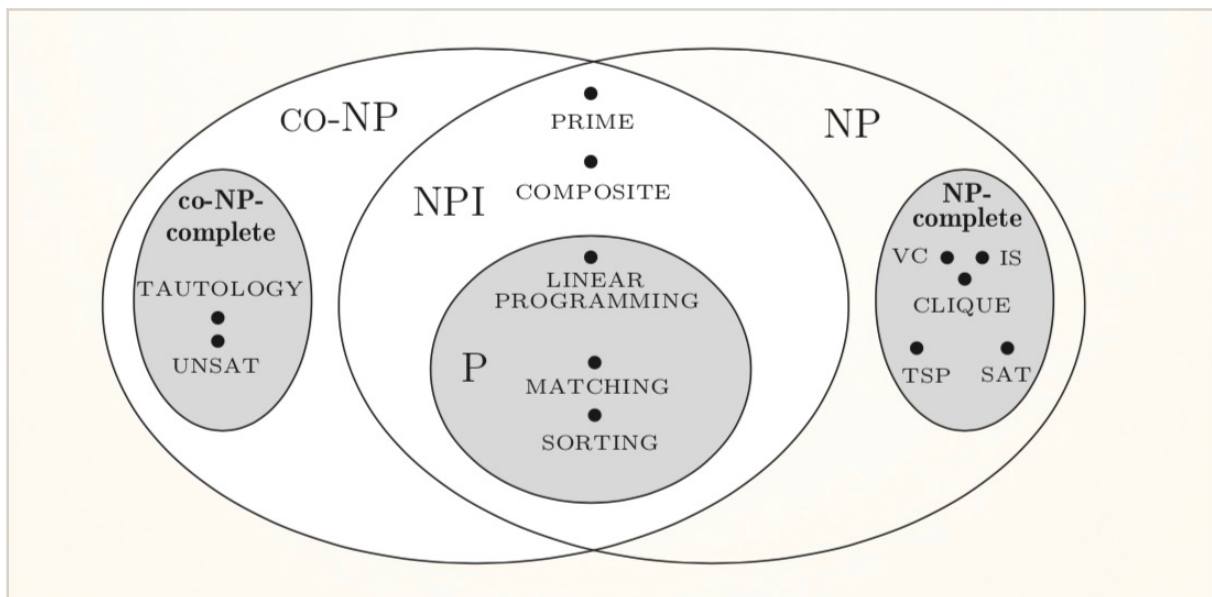 CO-NP
PRIME
NP
COMPOSITE
NPI
co-NP-
complete
TAUTOLOGY
UNSAT
LINEAR
PROGRAMMING
P
MATCHING
SORTING
NP-
complete
VC
IS
CLIQUE
TSP
SAT